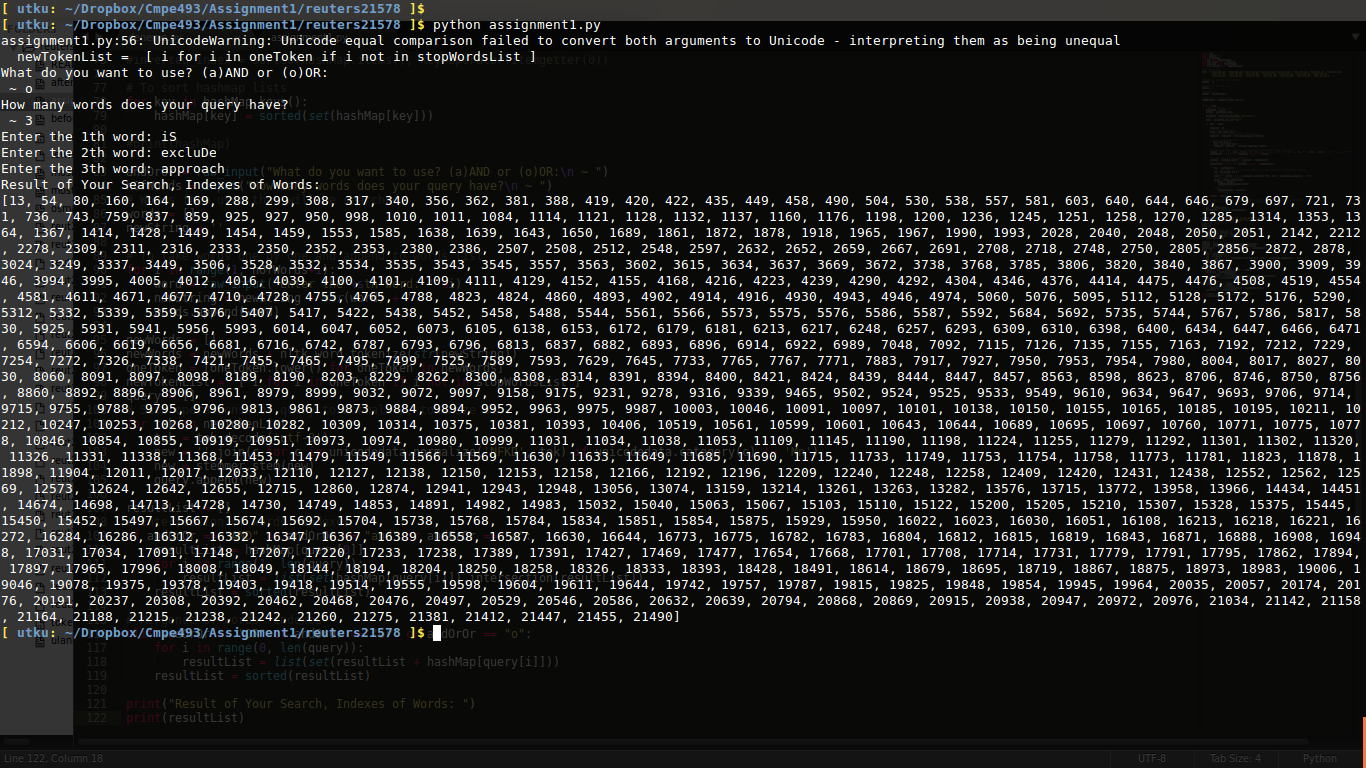 [ utku: ~/Dropbox/Cmpe493/Assignment1/reuters21578 ]$
[ utku: ~/Dropbox/Cmpe493/Assignment1/reuters21578 ]$ python assignment1.py
assignment1.py:56: UnicodeWarning: Unicode equal comparison failed to convert both arguments to Unicode - interpreting them as being unequal
newTokenList = [ i for i in oneToken if i not in stopWordsList ]
What do you want to use? (a)AND or (o)OR:
~ o
How many words does your query have?
~ 3
Enter the 1th word: iS
Enter the 2th word: excluDe
Enter the 3th word: approach
Result of Your Search, Indexes of Words:
[13, 54, 80, 160, 164, 169, 288, 299, 308, 317, 340, 356, 362, 381, 388, 419, 420, 422, 435, 449, 458, 490, 504, 530, 538, 557, 581, 603, 640, 644, 646, 679, 697, 721, 73
1, 736, 743, 759, 837, 859, 925, 927, 950, 998, 1010, 1011, 1084, 1114, 1121, 1128, 1132, 1137, 1160, 1176, 1198, 1200, 1236, 1245, 1251, 1258, 1270, 1285, 1314, 1353, 13
64, 1367, 1414, 1428, 1449, 1454, 1459, 1553, 1585, 1638, 1639, 1643, 1650, 1689, 1861, 1872, 1878, 1918, 1965, 1967, 1990, 1993, 2028, 2040, 2048, 2050, 2051, 2142, 2212
, 2278, 2309, 2311, 2316, 2333, 2350, 2352, 2353, 2380, 2386, 2507, 2508, 2512, 2548, 2597, 2632, 2652, 2659, 2667, 2691, 2708, 2718, 2748, 2750, 2805, 2856, 2872, 2878,
3024, 3249, 3337, 3449, 3506, 3528, 3532, 3534, 3535, 3543, 3545, 3557, 3563, 3602, 3615, 3634, 3637, 3669, 3672, 3738, 3768, 3785, 3806, 3820, 3840, 3867, 3900, 3909, 39
46, 3994, 3995, 4005, 4012, 4016, 4039, 4100, 4101, 4109, 4111, 4129, 4152, 4155, 4168, 4216, 4223, 4239, 4290, 4292, 4304, 4346, 4376, 4414, 4475, 4476, 4508, 4519, 4554
, 4581, 4611, 4671, 4677, 4710, 4728, 4755, 4765, 4788, 4823, 4824, 4860, 4893, 4902, 4914, 4916, 4930, 4943, 4946, 4974, 5060, 5076, 5095, 5112, 5128, 5172, 5176, 5290,
5312, 5332, 5339, 5359, 5376, 5407, 5417, 5422, 5438, 5452, 5458, 5488, 5544, 5561, 5566, 5573, 5575, 5576, 5586, 5587, 5592, 5684, 5692, 5735, 5744, 5767, 5786, 5817, 58
30, 5925, 5931, 5941, 5956, 5993, 6014, 6047, 6052, 6073, 6105, 6138, 6153, 6172, 6179, 6181, 6213, 6217, 6248, 6257, 6293, 6309, 6310, 6398, 6400, 6434, 6447, 6466, 6471
, 6594, 6606, 6619, 6656, 6681, 6716, 6742, 6787, 6793, 6796, 6813, 6837, 6882, 6893, 6896, 6914, 6922, 6989, 7048, 7092, 7115, 7126, 7135, 7155, 7163, 7192, 7212, 7229,
7254, 7272, 7326, 7338, 7424, 7455, 7465, 7495, 7499, 7547, 7589, 7593, 7629, 7645, 7733, 7765, 7767, 7771, 7883, 7917, 7927, 7950, 7953, 7954, 7980, 8004, 8017, 8027, 80
30, 8060, 8091, 8092, 8098, 8183, 8190, 8203, 8229, 8262, 8300, 8308, 8314, 8391, 8394, 8400, 8421, 8424, 8439, 8444, 8447, 8457, 8563, 8598, 8623, 8706, 8746, 8750, 8756
, 8860, 8892, 8896, 8906, 8961, 8979, 8999, 9032, 9072, 9097, 9158, 9175, 9231, 9278, 9316, 9339, 9465, 9502, 9524, 9525, 9533, 9549, 9610, 9634, 9647, 9693, 9706, 9714,
9715, 9755, 9788, 9795, 9796, 9813, 9861, 9873, 9884, 9894, 9952, 9963, 9975, 9987, 10003, 10046, 10091, 10097, 10101, 10138, 10150, 10155, 10165, 10185, 10195, 10211, 10
212, 10247, 10253, 10268, 10280, 10282, 10309, 10314, 10375, 10381, 10393, 10406, 10519, 10561, 10599, 10601, 10643, 10644, 10689, 10695, 10697, 10760, 10771, 10775, 1077
8, 10846, 10854, 10855, 10919, 10951, 10973, 10974, 10980, 10999, 11031, 11034, 11038, 11053, 11109, 11145, 11190, 11198, 11224, 11255, 11279, 11292, 11301, 11302, 11320,
11326, 11331, 11338, 11368, 11453, 11479, 11549, 11566, 11569, 11630, 11635, 11649, 11685, 11690, 11715, 11733, 11749, 11753, 11754, 11758, 11773, 11781, 11823, 11878, 1
1898, 11904, 12011, 12017, 12033, 12110, 12127, 12138, 12150, 12153, 12158, 12166, 12192, 12196, 12209, 12240, 12248, 12258, 12409, 12420, 12431, 12438, 12552, 12562, 125
69, 12573, 12624, 12642, 12655, 12715, 12860, 12874, 12941, 12943, 12948, 13056, 13074, 13159, 13214, 13261, 13263, 13282, 13576, 13715, 13772, 13958, 13966, 14434, 14451
, 14674, 14698, 14713, 14728, 14730, 14749, 14853, 14891, 14982, 14983, 15032, 15040, 15063, 15067, 15103, 15110, 15122, 15200, 15205, 15210, 15307, 15328, 15375, 15445,
15450, 15452, 15497, 15667, 15674, 15692, 15704, 15738, 15768, 15784, 15834, 15851, 15854, 15875, 15929, 15950, 16022, 16023, 16030, 16051, 16108, 16213, 16218, 16221, 16
272, 16284, 16286, 16312, 16332, 16347, 16367, 16389, 16558, 16587, 16630, 16644, 16773, 16775, 16782, 16783, 16804, 16812, 16815, 16819, 16843, 16871, 16888, 16908, 1694
8, 17031, 17034, 17091, 17148, 17207, 17220, 17233, 17238, 17389, 17391, 17427, 17469, 17477, 17654, 17668, 17701, 17708, 17714, 17731, 17779, 17791, 17795, 17862, 17894,
17897, 17965, 17996, 18008, 18049, 18144, 18194, 18204, 18250, 18258, 18326, 18333, 18393, 18428, 18491, 18614, 18679, 18695, 18719, 18867, 18875, 18973, 18983, 19006, 1
9046, 19078, 19375, 19378, 19403, 19418, 19514, 19555, 19598, 19604, 19611, 19644, 19742, 19757, 19787, 19815, 19825, 19848, 19854, 19945, 19964, 20035, 20057, 20174, 201
76, 20191, 20237, 20308, 20392, 20462, 20468, 20476, 20497, 20529, 20546, 20586, 20632, 20639, 20794, 20868, 20869, 20915, 20938, 20947, 20972, 20976, 21034, 21142, 21158
, 21164, 21188, 21215, 21238, 21242, 21260, 21275, 21381, 21412, 21447, 21455, 21490]
[ utku: ~/Dropbox/Cmpe493/Assignment1/reuters21578 ]$
117 for i in range(0, len(query)):
118 resultList = list(set(resultList + hashMap[query[i]]))
119 resultList = sorted(resultList)
120
121 print("Result of Your Search, Indexes of Words: ")
122 print(resultList)
Line 122, Column 18
UTF-8
Tab Size: 4
Python